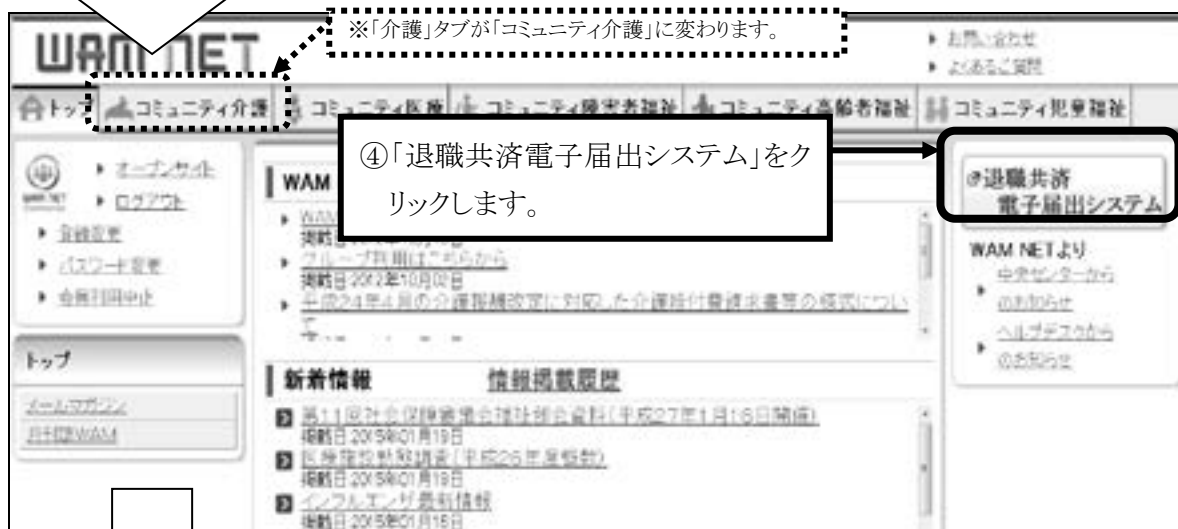 WAM NET
※「介護」タブが「コミュニティ介護」に変わります。
お問い合わせ
よくあるご質問
トップ
コミュニティ介護
コミュニティ医療
コミュニティ障害者福祉
コミュニティ高齢者福祉
コミュニティ児童福祉
オープンサイト
ログアウト
登録変更
パスワード変更
会員利用中止
トップ
メールマガジン
月刊誌WAM
WAM
④「退職共済電子届出システム」をク
リックします。
グループ利用はこちらから
掲載日 2012年10月02日
平成24年4月の介護報酬改定に対応した介護給付費請求書等の様式につい
て
新着情報
情報掲載履歴
第11回社会保障審議会福祉部会資料(平成27年1月16日開催)
掲載日 2015年01月19日
医療施設動態調査(平成26年度概数)
掲載日 2015年01月19日
インフルエンザ最新情報
掲載日 2015年01月16日
退職共済
電子届出システム
WAM NETより
中央センターから
のお知らせ
ヘルプデスクから
のお知らせ